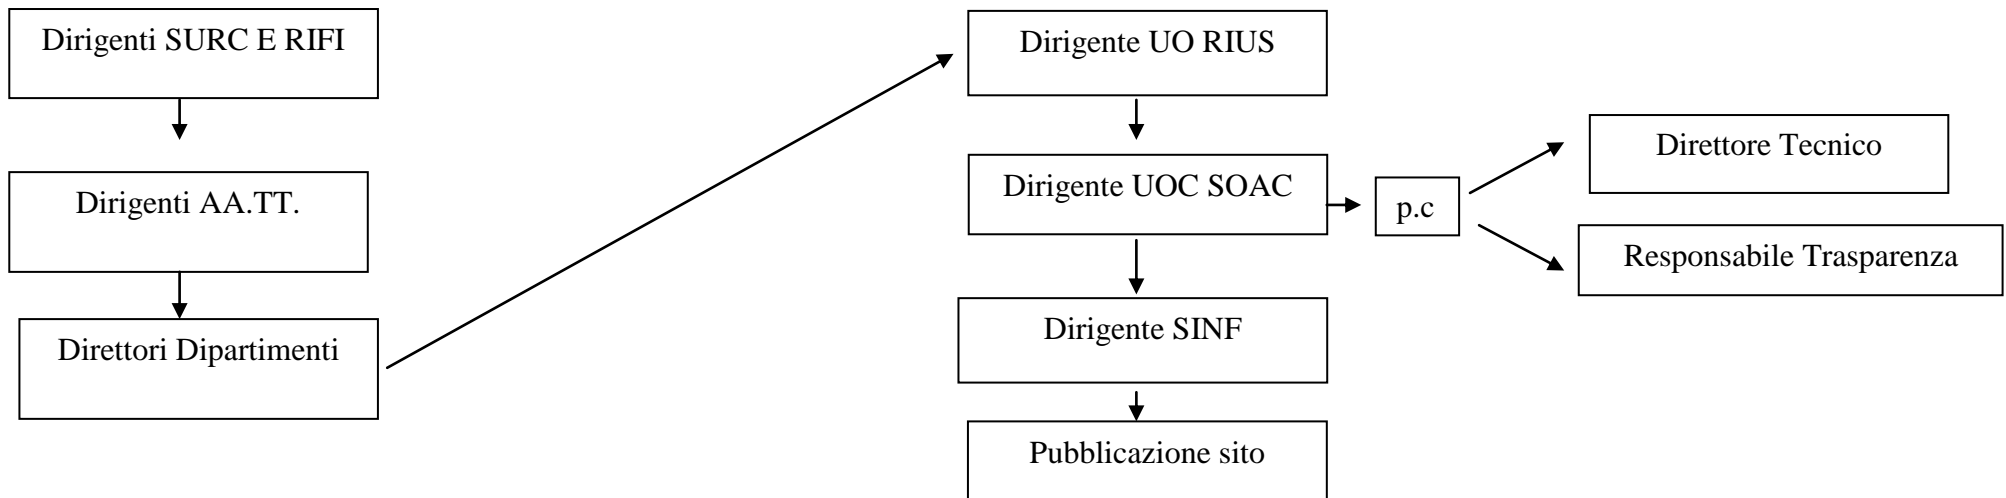 Dirigenti SURC E RIFI
Dirigenti AA.TT.
Direttori Dipartimenti
Dirigente UO RIUS
Dirigente UOC SOAC
p.c
Direttore Tecnico
Responsabile Trasparenza
Dirigente SINF
Pubblicazione sito